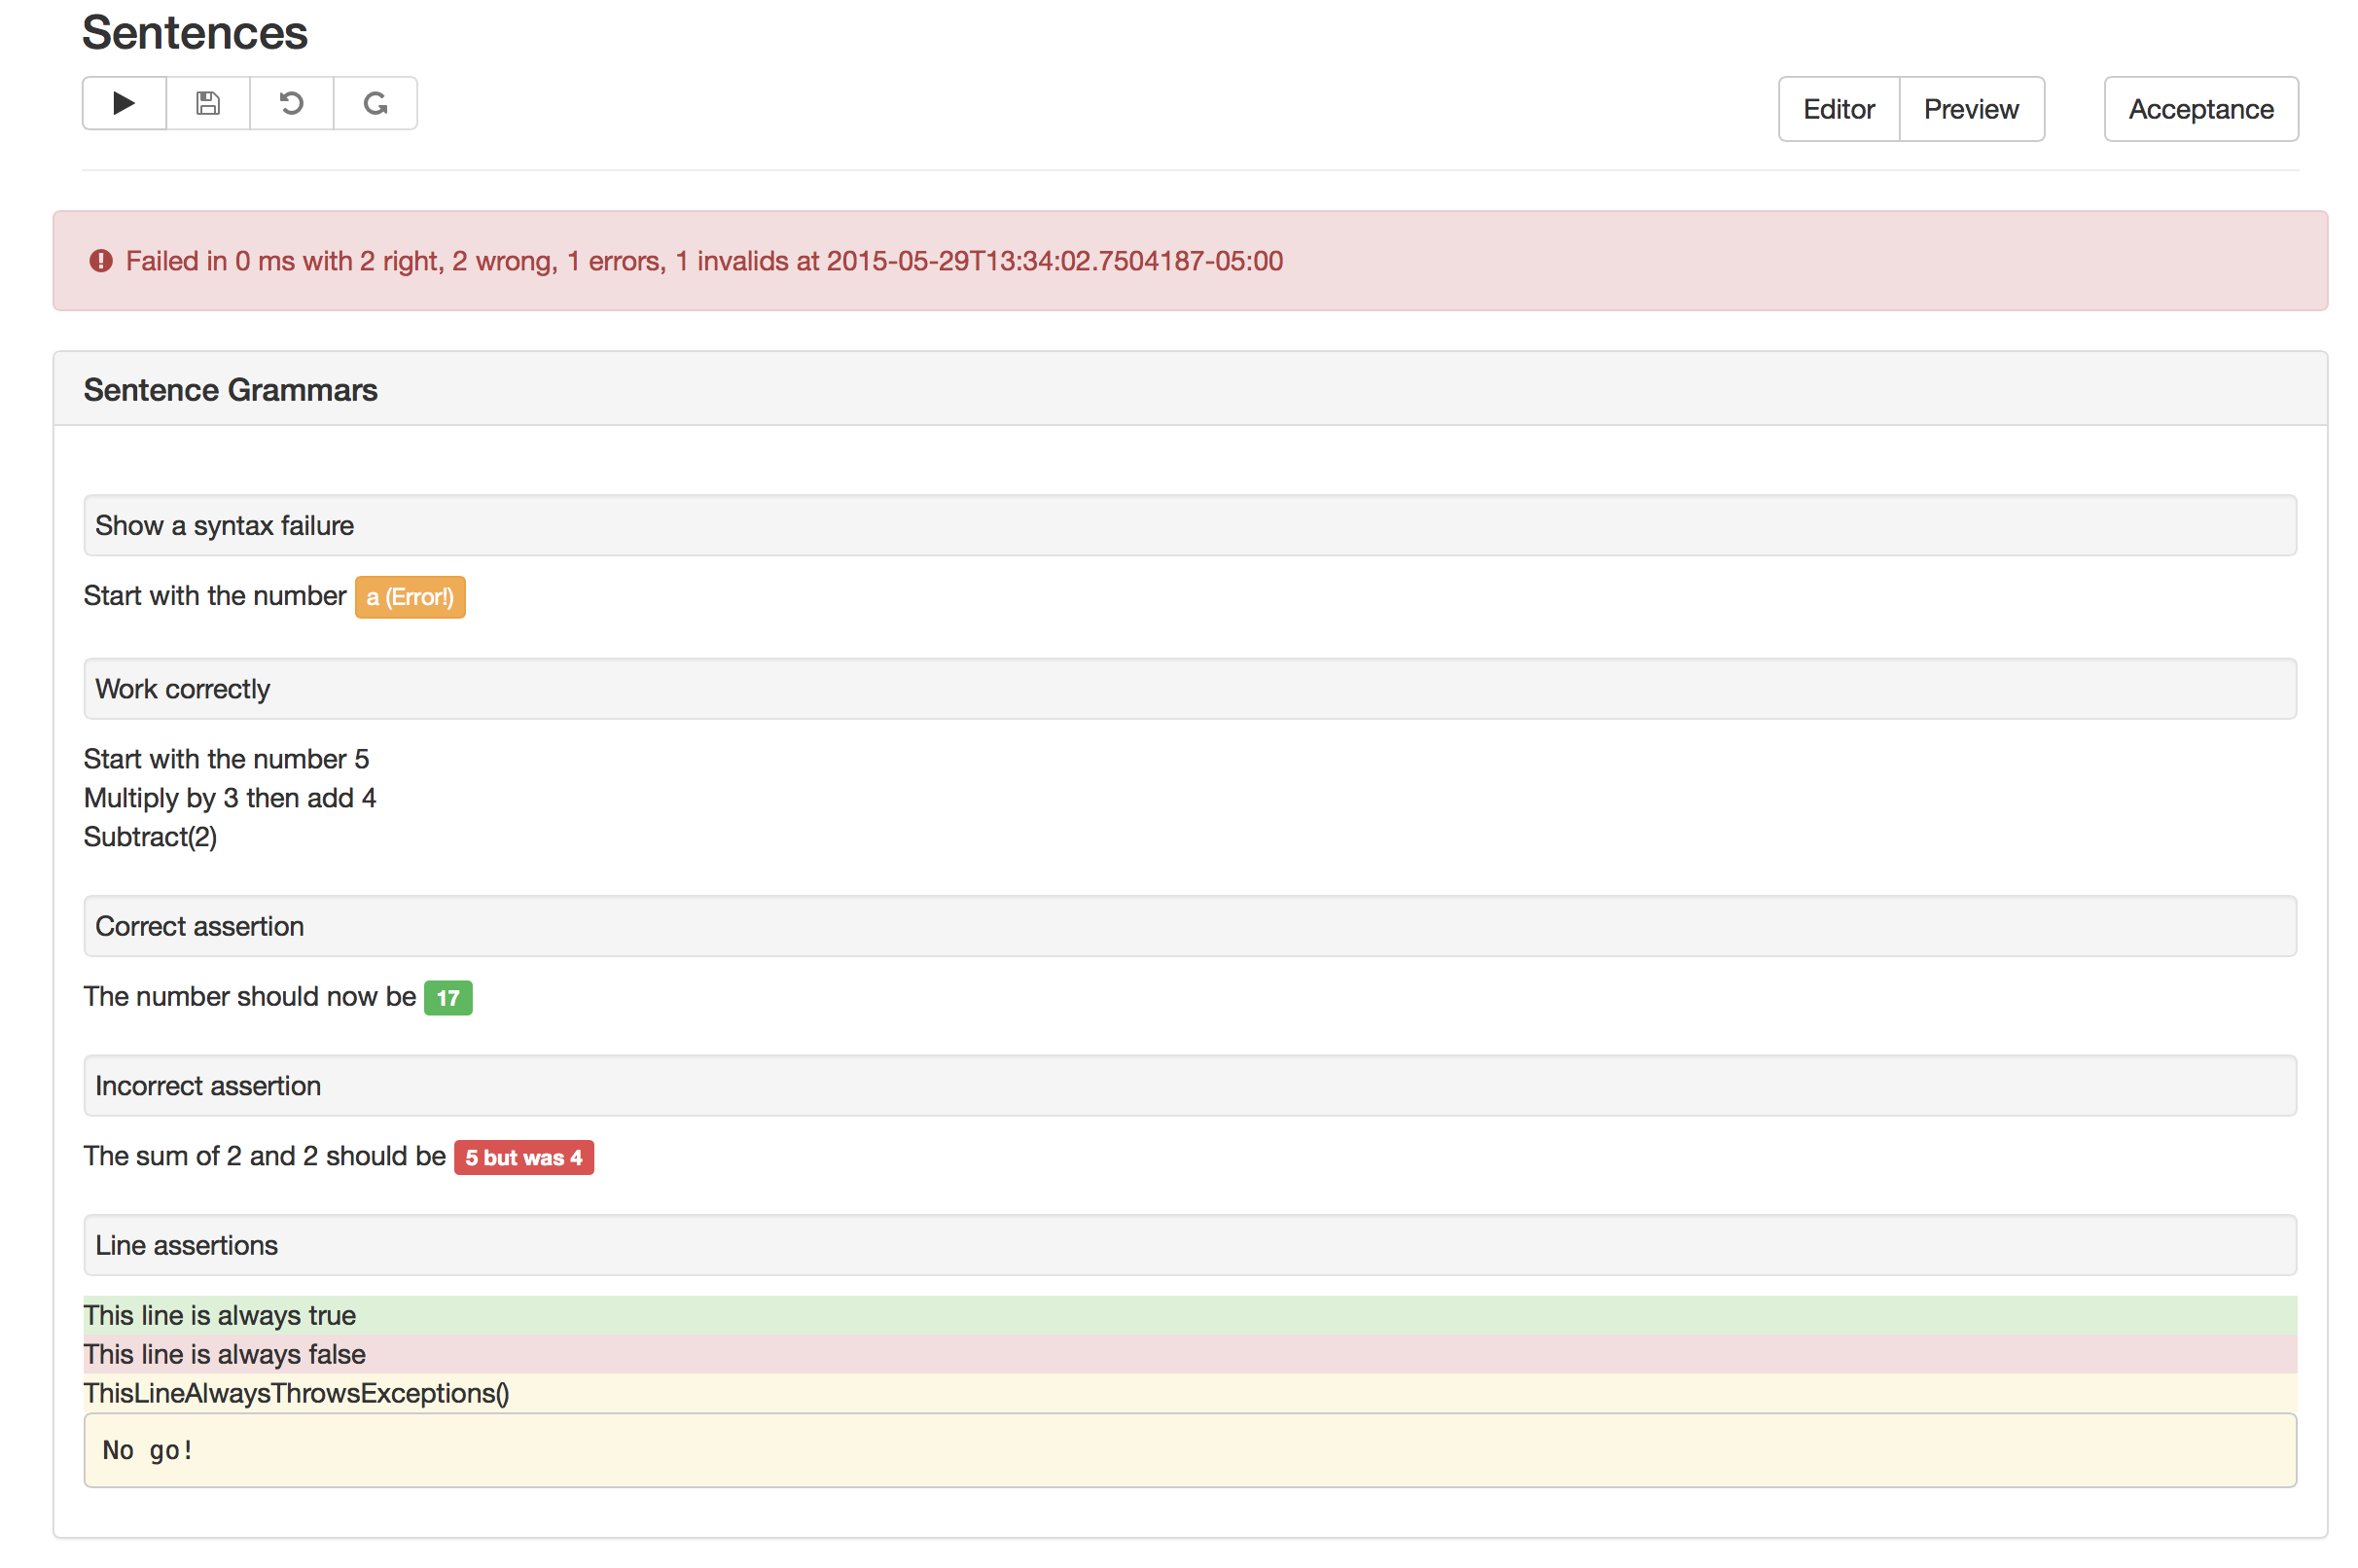 Sentences
Editor Preview Acceptance
Failed in 0 ms with 2 right, 2 wrong, 1 errors, 1 invalids at 2015-05-29T13:34:02.7504187-05:00
Sentence Grammars
Show a syntax failure
Start with the number a (Error!)
Work correctly
Start with the number 5
Multiply by 3 then add 4
Subtract(2)
Correct assertion
The number should now be 17
Incorrect assertion
The sum of 2 and 2 should be 5 but was 4
Line assertions
This line is always true
This line is always false
ThisLineAlwaysThrowsExceptions()
No go!